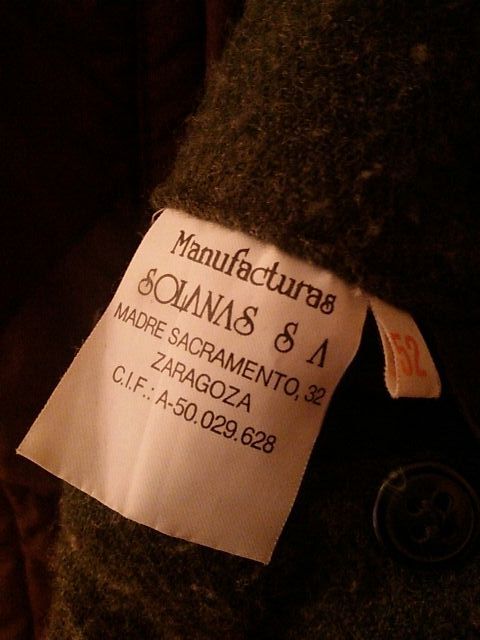 Manufacturas
SOLANAS S A
MADRE SACRAMENTO, 32
ZARAGOZA
C.I.F.: A-50.029.628
52